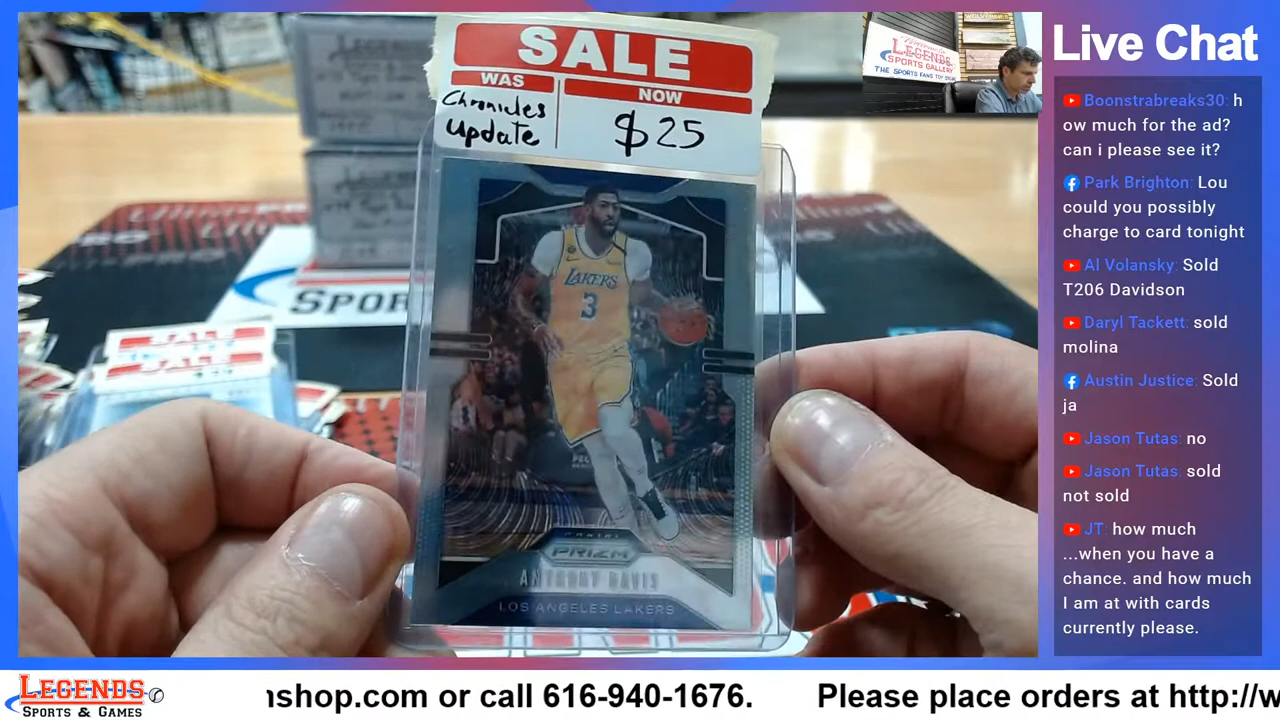 SALE
WAS
NOW
Chronicles
Update
$25
LAKERS
3
PANINI
PRIZM
ANTHONY DAVIS
LOS ANGELES LAKERS
SALE
SALE
SPOR
LEGENDS
SPORTS GALLERY
THE SPORTS FANS TOY STORE
Live Chat
Boonstrabreaks30: h
ow much for the ad?
can i please see it?
Park Brighton: Lou
could you possibly
charge to card tonight
Al Volansky: Sold
T206 Davidson
Daryl Tackett: sold
molina
Austin Justice: Sold
ja
Jason Tutas: no
Jason Tutas: sold
not sold
JT: how much
...when you have a
chance. and how much
I am at with cards
currently please.
LEGENDS
SPORTS & GAMES
nshop.com or call 616-940-1676. Please place orders at http://w